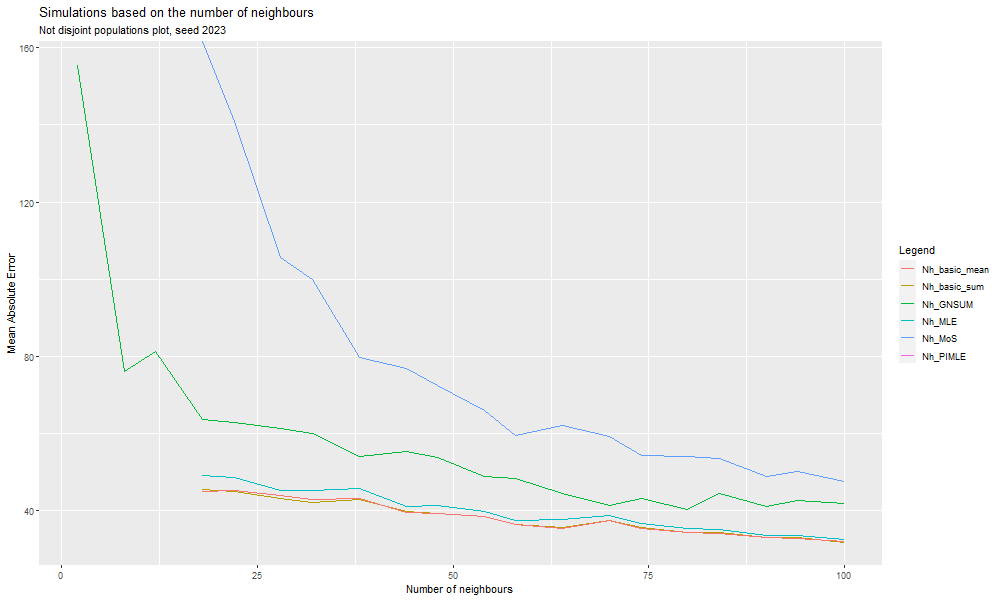 Simulations based on the number of neighbours
Not disjoint populations plot, seed 2023
160
120
80
40
Mean Absolute Error
0
25
50
75
100
Number of neighbours
Legend
Nh_basic_mean
Nh_basic_sum
Nh_GNSUM
Nh_MLE
Nh_MoS
Nh_PIMLE